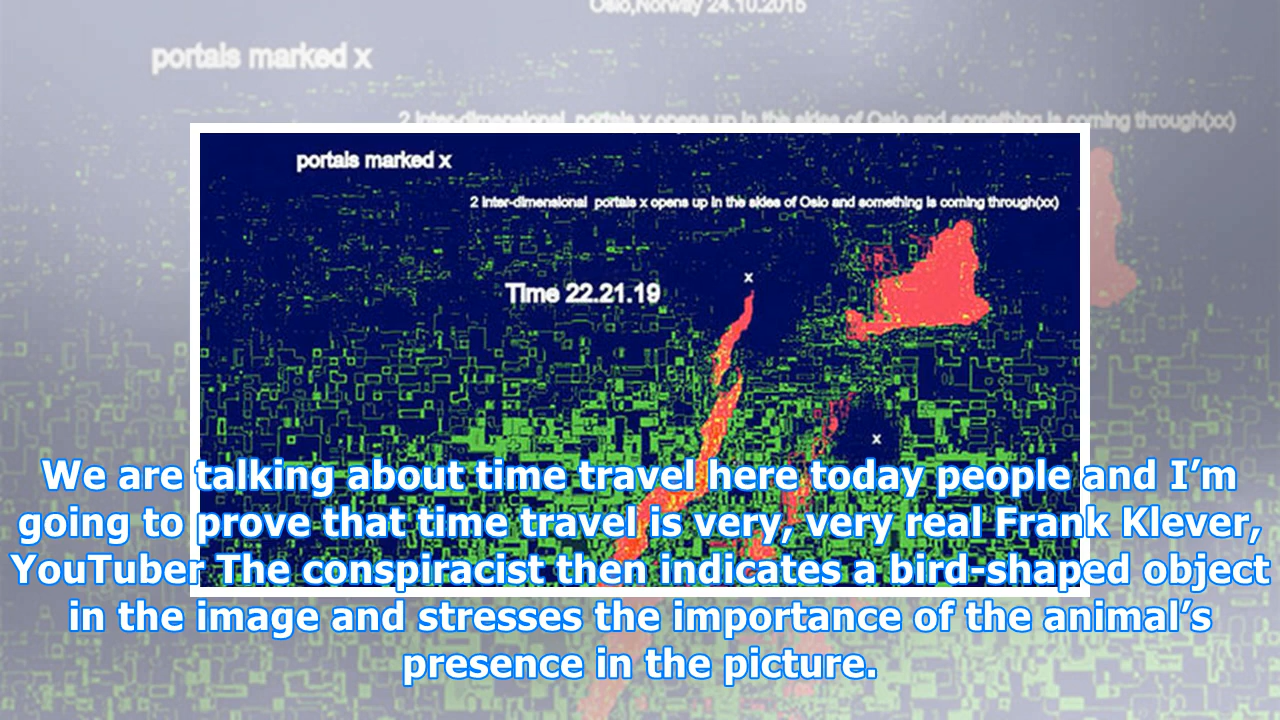 Oslo,Norway 24.10.2015
portals marked x
2 inter-dimensional portals x opens up in the skies of Oslo and something is coming through(xx)
portals marked x
2 inter-dimensional portals x opens up in the skies of Oslo and something is coming through(xx)
x
Time 22.21.19
x
We are talking about time travel here today people and I’m
going to prove that time travel is very, very real Frank Klever,
YouTuber The conspiracist then indicates a bird-shaped object
in the image and stresses the importance of the animal’s
presence in the picture.